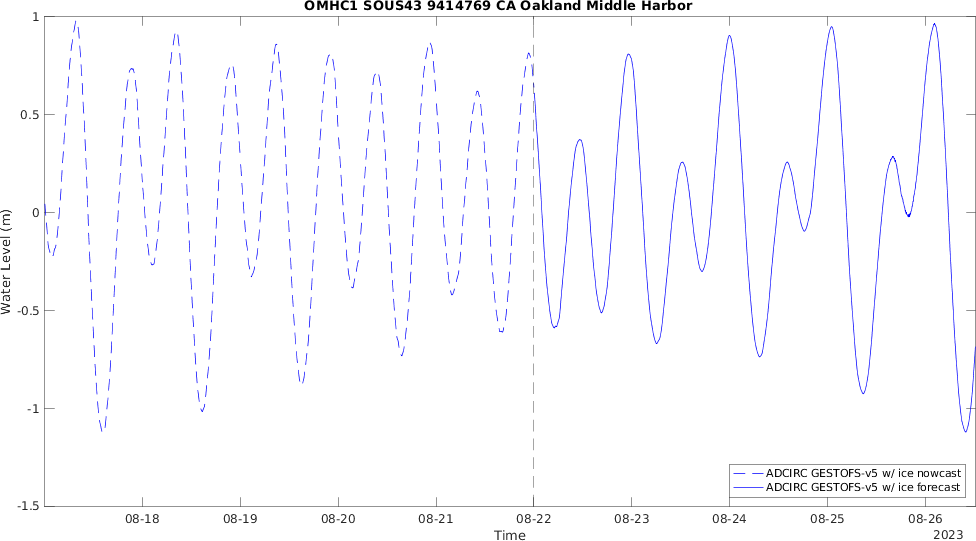 OMHC1 SOUS43 9414769 CA Oakland Middle Harbor
1
0.5
0
-0.5
-1
-1.5
Water Level (m)
ADCIRC GESTOFS-v5 w/ ice nowcast
ADCIRC GESTOFS-v5 w/ ice forecast
08-18 08-19 08-20 08-21 08-22 08-23 08-24 08-25 08-26
Time
2023